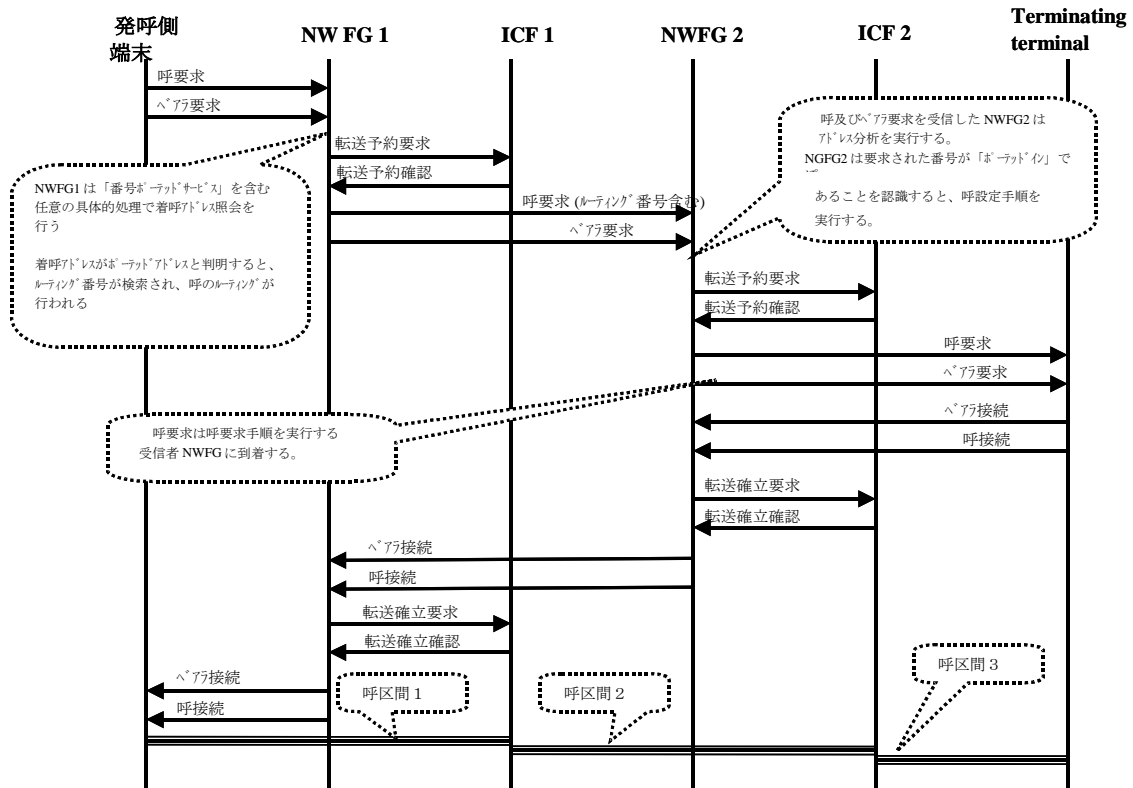 発呼側
端末
NW FG 1
ICF 1
NWFG 2
ICF 2
Terminating
terminal
呼要求
ﾍﾞｱﾗ要求
転送予約要求
転送予約確認
呼要求 (ﾙｰﾃｨﾝｸﾞ番号含む)
ﾍﾞｱﾗ要求
NWFG1 は「番号ﾎﾟｰﾃｯﾄﾞｻｰﾋﾞｽ」を含む
任意の具体的処理で着呼ｱﾄﾞﾚｽ照会を
行う
着呼ｱﾄﾞﾚｽがﾎﾟｰﾃｯﾄﾞｱﾄﾞﾚｽと判明すると、
ﾙｰﾃｨﾝｸﾞ番号が検索され、呼のﾙｰﾃｨﾝｸﾞが
行われる
呼及びﾍﾞｱﾗ要求を受信した NWFG2 は
ｱﾄﾞﾚｽ分析を実行する。
NGFG2 は要求された番号が「ﾎﾟｰﾃｯﾄﾞｲﾝ」で
あることを認識すると、呼設定手順を
実行する。
転送予約要求
転送予約確認
呼要求
ﾍﾞｱﾗ要求
ﾍﾞｱﾗ接続
呼接続
呼要求は呼要求手順を実行する
受信者 NWFG に到着する。
転送確立要求
転送確立確認
ﾍﾞｱﾗ接続
呼接続
転送確立要求
転送確立確認
ﾍﾞｱﾗ接続
呼接続
呼区間１
呼区間２
呼区間３